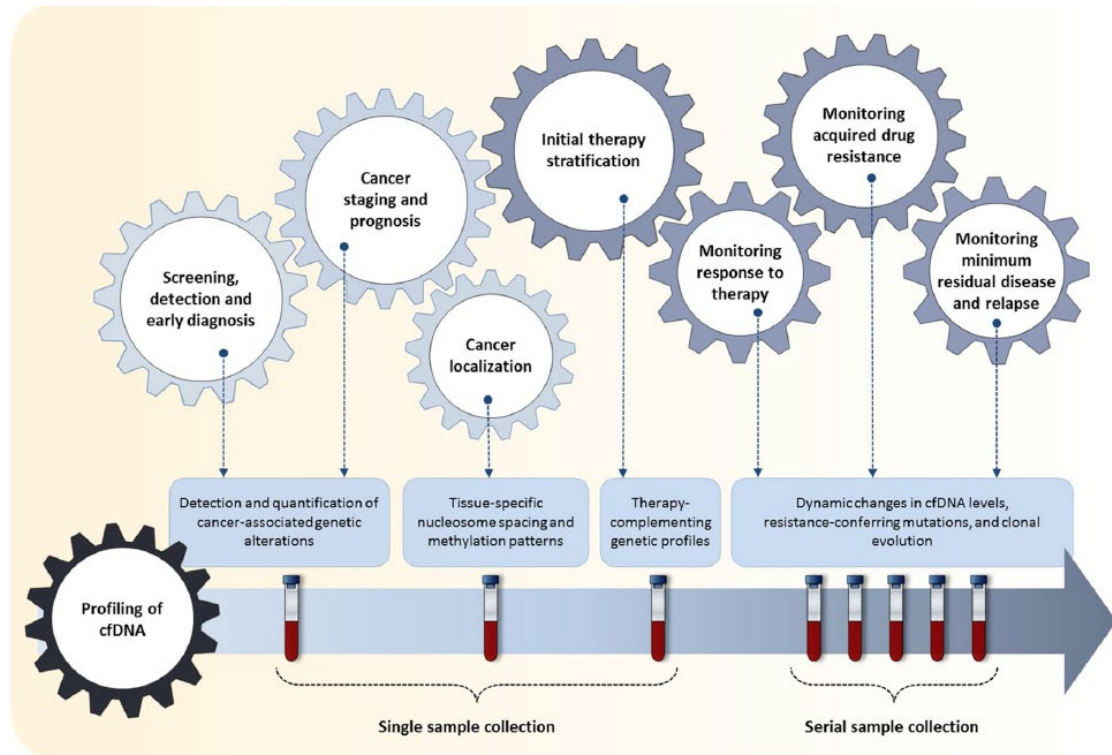 Screening,
detection and
early diagnosis
Cancer
staging and
prognosis
Cancer
localization
Initial therapy
stratification
Monitoring
response to
therapy
Monitoring
acquired drug
resistance
Monitoring
minimum
residual disease
and relapse
Detection and quantification of
cancer-associated genetic
alterations
Tissue-specific
nucleosome spacing and
methylation patterns
Therapy-
complementing
genetic profiles
Dynamic changes in cfDNA levels,
resistance-conferring mutations, and clonal
evolution
Profiling of
cfDNA
Single sample collection
Serial sample collection